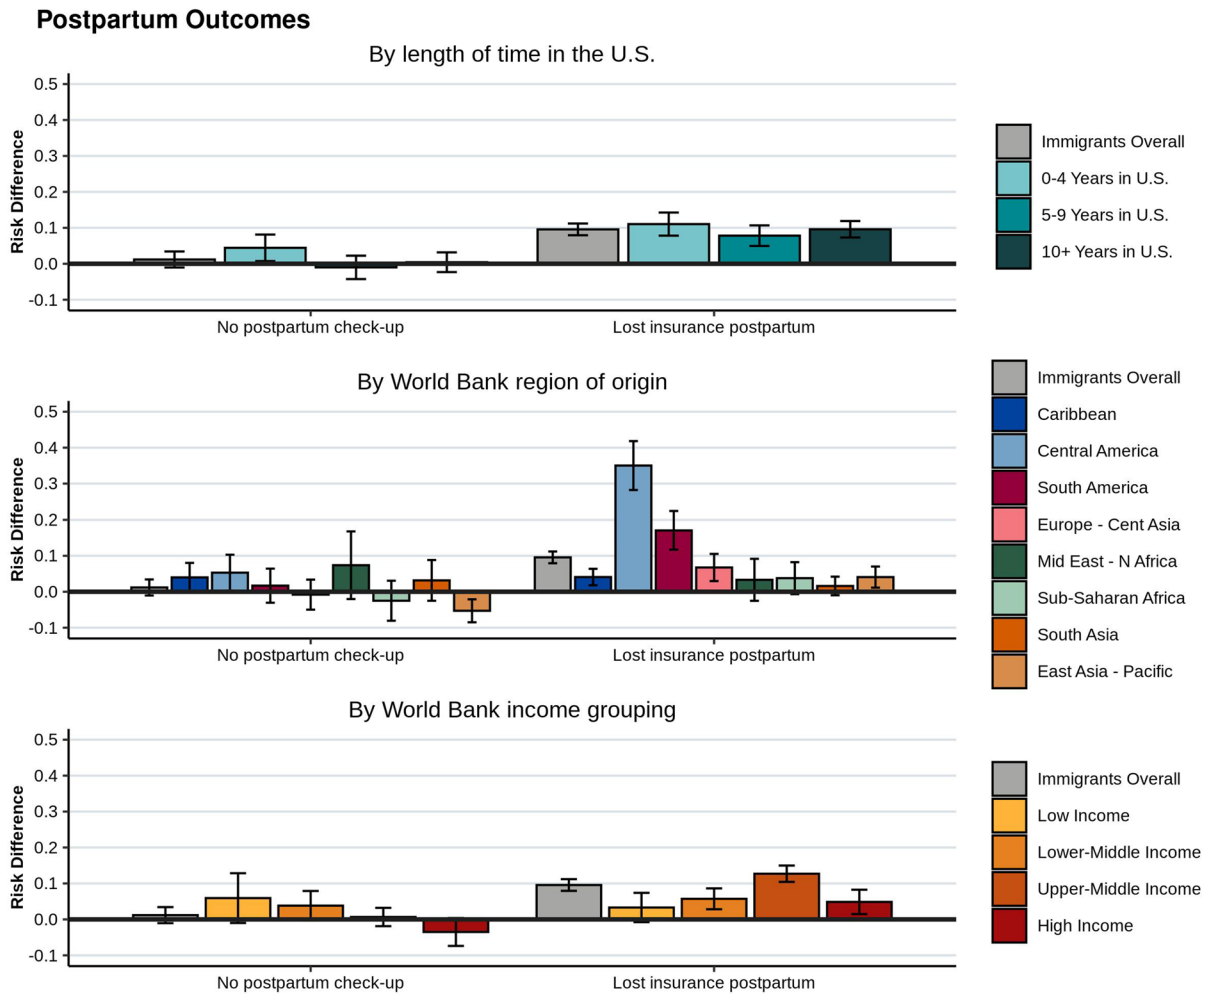 Postpartum Outcomes
By length of time in the U.S.
Risk Difference
0.5
0.4
0.3
0.2
0.1
0.0
-0.1
No postpartum check-up
Lost insurance postpartum
Immigrants Overall
0-4 Years in U.S.
5-9 Years in U.S.
10+ Years in U.S.
By World Bank region of origin
Risk Difference
0.5
0.4
0.3
0.2
0.1
0.0
-0.1
No postpartum check-up
Lost insurance postpartum
Immigrants Overall
Caribbean
Central America
South America
Europe - Cent Asia
Mid East - N Africa
Sub-Saharan Africa
South Asia
East Asia - Pacific
By World Bank income grouping
Risk Difference
0.5
0.4
0.3
0.2
0.1
0.0
-0.1
No postpartum check-up
Lost insurance postpartum
Immigrants Overall
Low Income
Lower-Middle Income
Upper-Middle Income
High Income